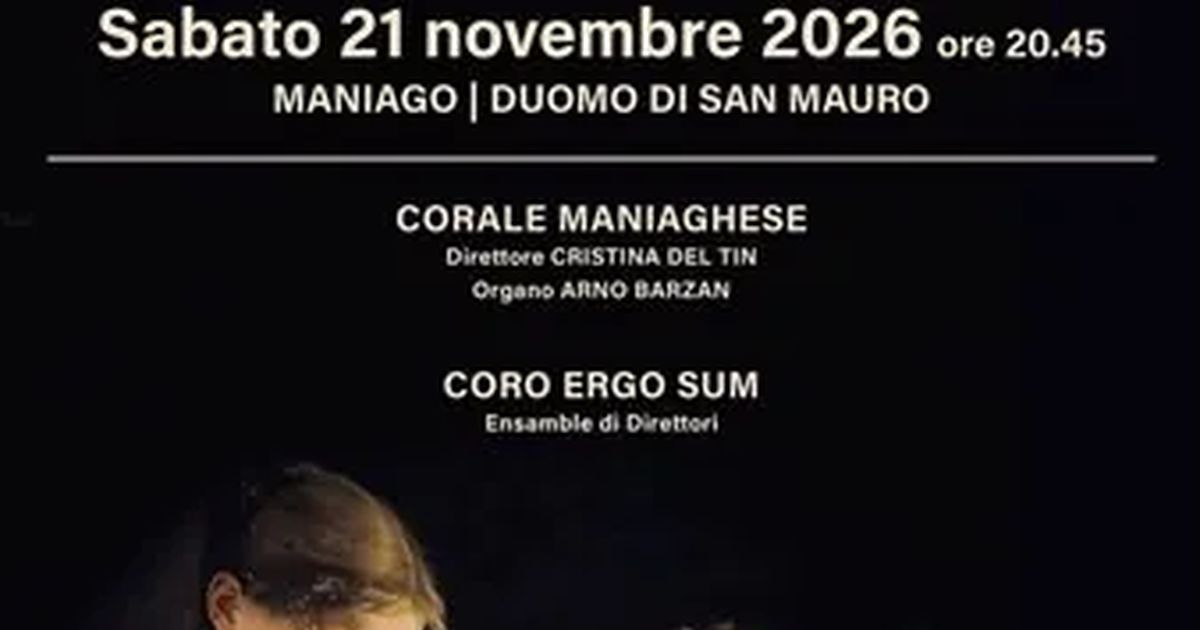 Sabato 21 novembre 2026 ore 20.45
MANIAGO | DUOMO DI SAN MAURO
CORALE MANIAGHESE
Direttore CRISTINA DEL TIN
Organo ARNO BARZAN
CORO ERGO SUM
Ensamble di Direttori